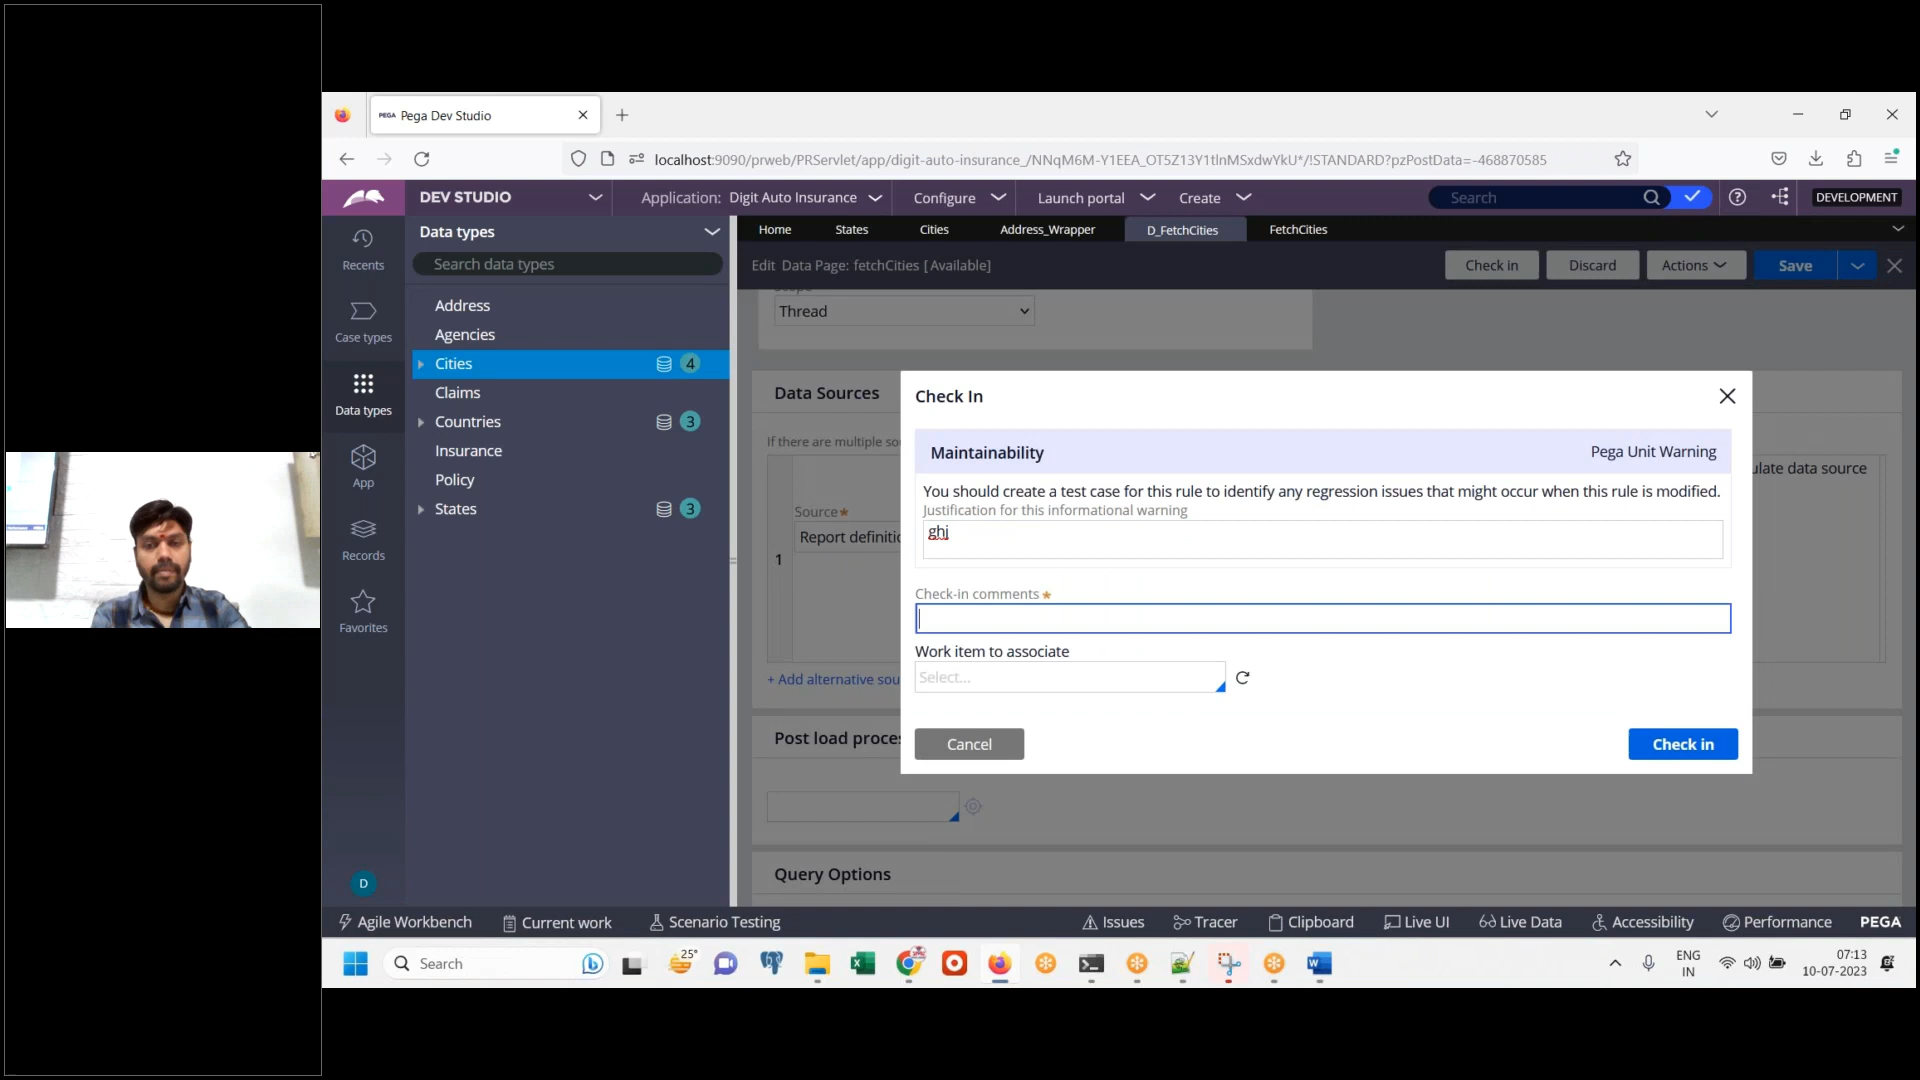 PEGA Pega Dev Studio
localhost:9090/prweb/PRServlet/app/digit-auto-insurance_/NNqM6M-Y1EEA_OT5Z13Y1tlnMSxdwYkU*/!STANDARD?pzPostData=-468870585
DEV STUDIO
Application: Digit Auto Insurance
Configure
Launch portal
Create
Search
DEVELOPMENT
Recents
Case types
Data types
App
Records
Favorites
D
Data types
Search data types
Address
Agencies
Cities 4
Claims
Countries 3
Insurance
Policy
States 3
Home States Cities Address_Wrapper D_FetchCities FetchCities
Edit Data Page: fetchCities [Available]
Check in Discard Actions Save
Thread
Data Sources
If there are multiple so
ulate data source
Source★
Report definitio
1
+ Add alternative sou
Post load proce
Query Options
Check In
Maintainability Pega Unit Warning
You should create a test case for this rule to identify any regression issues that might occur when this rule is modified.
Justification for this informational warning
ghj
Check-in comments ★
Work item to associate
Select...
Cancel Check in
Agile Workbench Current work Scenario Testing Issues Tracer Clipboard Live UI Live Data Accessibility Performance PEGA
Search
25°
ENG
IN
07:13
10-07-2023